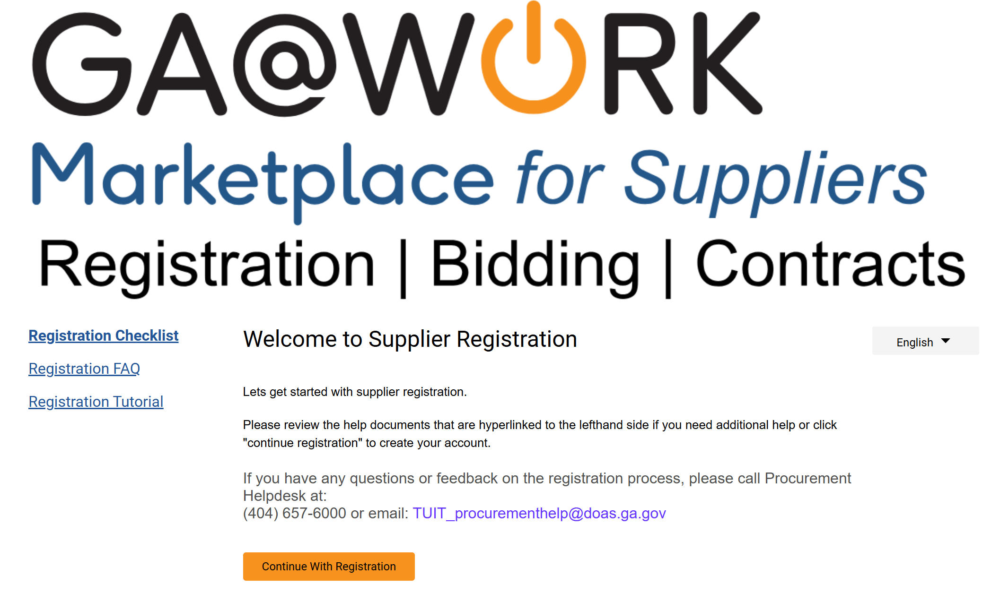 GA@WORK
Marketplace for Suppliers
Registration | Bidding | Contracts
Registration Checklist
Registration FAQ
Registration Tutorial
Welcome to Supplier Registration
English
Lets get started with supplier registration.
Please review the help documents that are hyperlinked to the lefthand side if you need additional help or click
"continue registration" to create your account.
If you have any questions or feedback on the registration process, please call Procurement
Helpdesk at:
(404) 657-6000 or email: TUIT_procurementhelp@doas.ga.gov
Continue With Registration